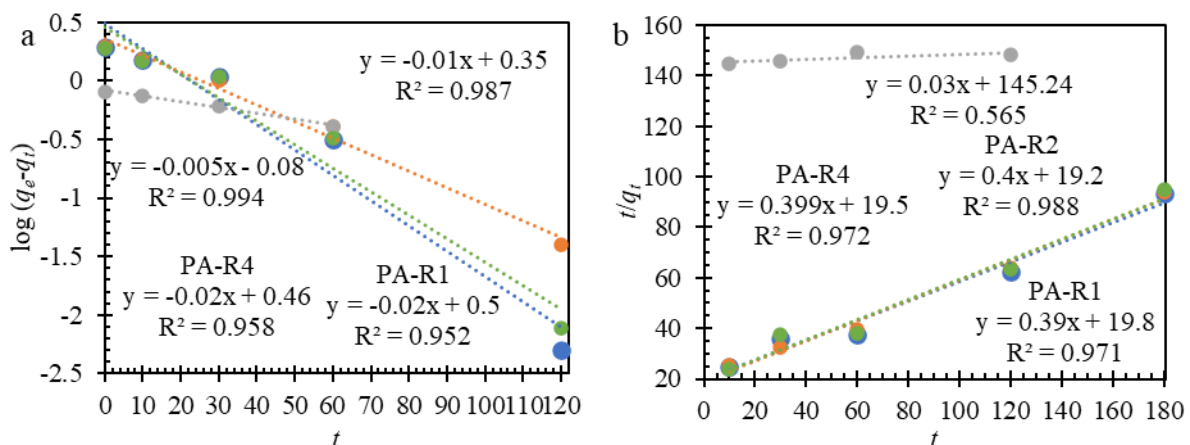 a
0.5
0
-0.5
-1
-1.5
-2
-2.5
log (qe-qt)
y = -0.01x + 0.35
R² = 0.987
y = -0.005x - 0.08
R² = 0.994
PA-R4
y = -0.02x + 0.46
R² = 0.958
PA-R1
y = -0.02x + 0.5
R² = 0.952
0 10 20 30 40 50 60 70 80 90 100 110 120
t
b
160
140
120
100
80
60
40
20
t/qt
y = 0.03x + 145.24
R² = 0.565
PA-R2
y = 0.4x + 19.2
R² = 0.988
PA-R4
y = 0.399x + 19.5
R² = 0.972
PA-R1
y = 0.39x + 19.8
R² = 0.971
0 20 40 60 80 100 120 140 160 180
t